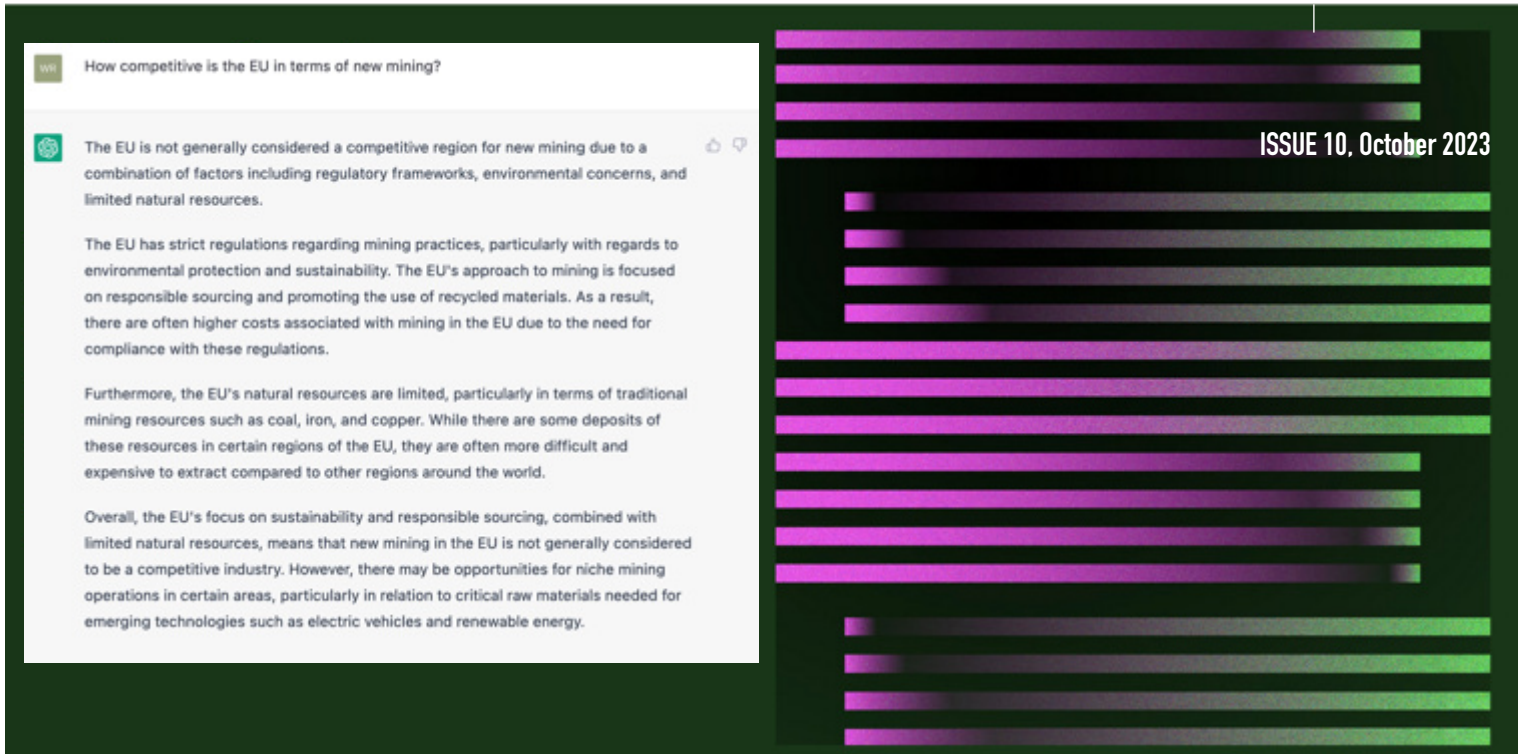 WR
How competitive is the EU in terms of new mining?
The EU is not generally considered a competitive region for new mining due to a
combination of factors including regulatory frameworks, environmental concerns, and
limited natural resources.
The EU has strict regulations regarding mining practices, particularly with regards to
environmental protection and sustainability. The EU's approach to mining is focused
on responsible sourcing and promoting the use of recycled materials. As a result,
there are often higher costs associated with mining in the EU due to the need for
compliance with these regulations.
Furthermore, the EU's natural resources are limited, particularly in terms of traditional
mining resources such as coal, iron, and copper. While there are some deposits of
these resources in certain regions of the EU, they are often more difficult and
expensive to extract compared to other regions around the world.
Overall, the EU's focus on sustainability and responsible sourcing, combined with
limited natural resources, means that new mining in the EU is not generally considered
to be a competitive industry. However, there may be opportunities for niche mining
operations in certain areas, particularly in relation to critical raw materials needed for
emerging technologies such as electric vehicles and renewable energy.
ISSUE 10, October 2023